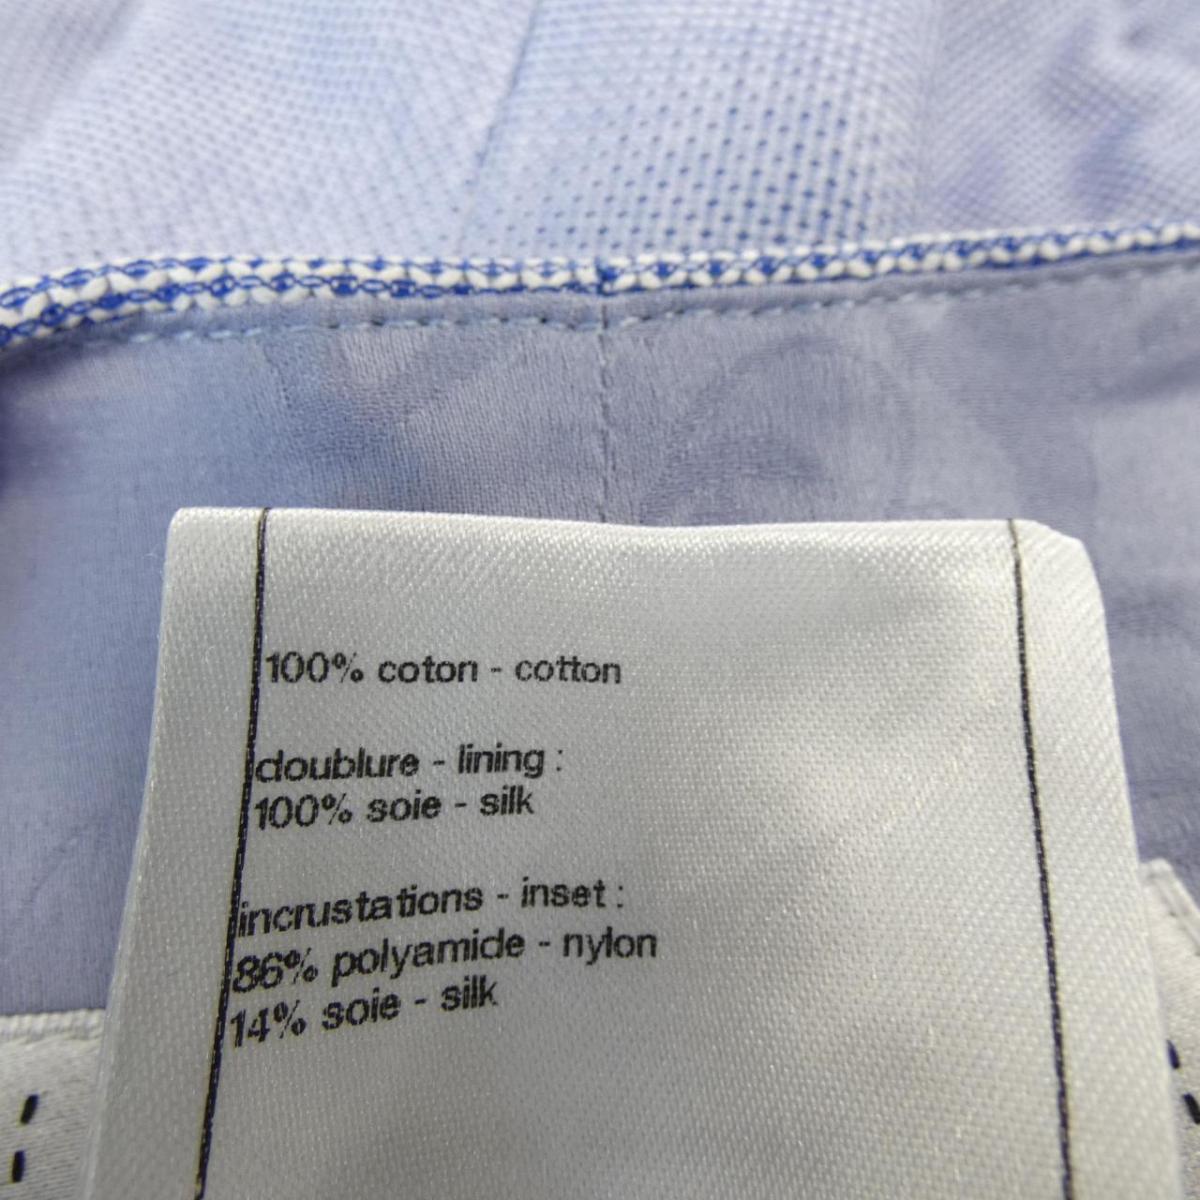 100% coton - cotton
doublure - lining :
100% soie - silk
incrustations - inset :
86% polyamide - nylon
14% soie - silk